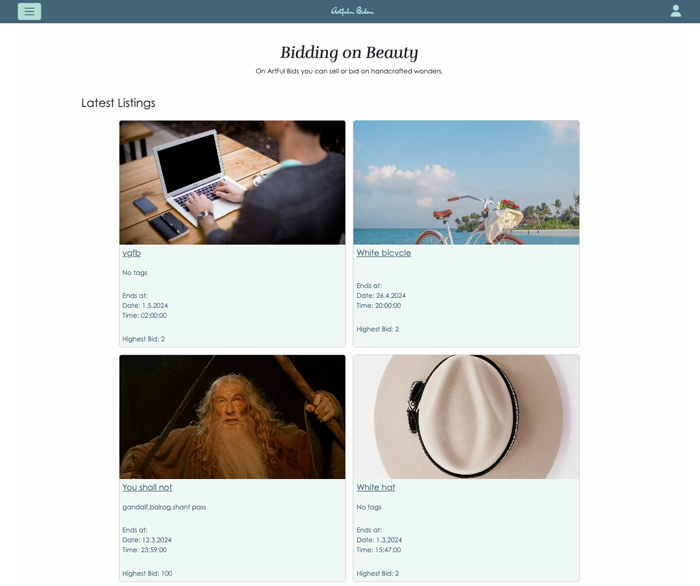 Artful Bids
Bidding on Beauty
On ArtFul Bids you can sell or bid on handcrafted wonders.
Latest Listings
vgfb
No tags
Ends at:
Date: 1.5.2024
Time: 02:00:00
Highest Bid: 2
White bicycle
Ends at:
Date: 26.4.2024
Time: 20:00:00
Highest Bid: 2
You shall not
gandalf,balrog,shant pass
Ends at:
Date: 12.3.2024
Time: 23:59:00
Highest Bid: 100
White hat
No tags
Ends at:
Date: 1.3.2024
Time: 15:47:00
Highest Bid: 2